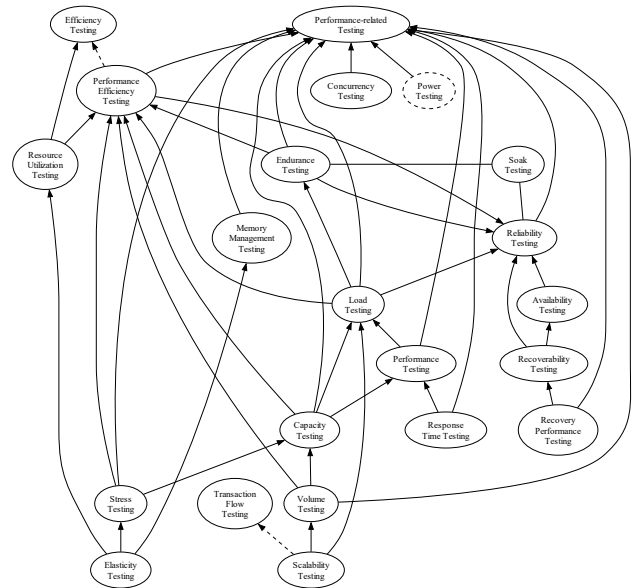 Efficiency
Testing
Performance-related
Testing
Performance
Efficiency
Testing
Concurrency
Testing
Power
Testing
Resource
Utilization
Testing
Endurance
Testing
Soak
Testing
Memory
Management
Testing
Reliability
Testing
Load
Testing
Availability
Testing
Performance
Testing
Recoverability
Testing
Capacity
Testing
Response
Time Testing
Recovery
Performance
Testing
Stress
Testing
Transaction
Flow
Testing
Volume
Testing
Elasticity
Testing
Scalability
Testing